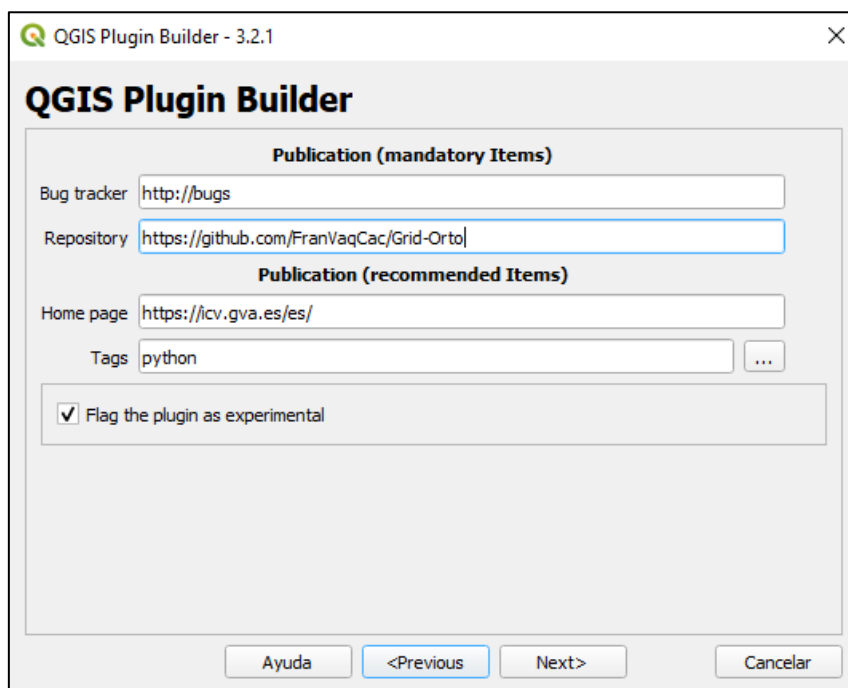 QGIS Plugin Builder - 3.2.1
QGIS Plugin Builder
Publication (mandatory Items)
Bug tracker http://bugs
Repository https://github.com/FranVaqCac/Grid-Orto
Publication (recommended Items)
Home page https://icv.gva.es/es/
Tags python ...
Flag the plugin as experimental
Ayuda <Previous Next> Cancelar